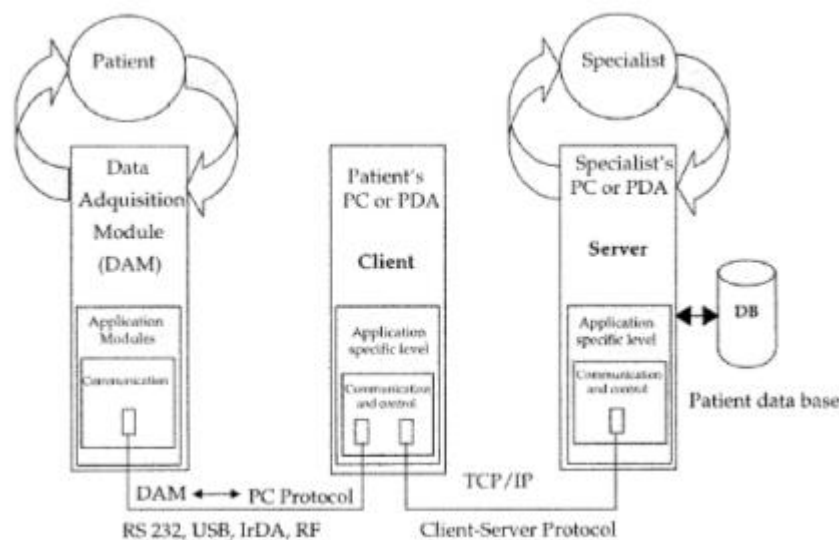 Patient
Specialist
Data
Adquisition
Module
(DAM)
Patient's
PC or PDA
Client
Specialist's
PC or PDA
Server
DB
Application
Modules
Communication
Application
specific level
Communication
and control
Application
specific level
Communication
and control
Patient data base
DAM
PC Protocol
TCP/IP
RS 232, USB, IrDA, RF
Client-Server Protocol